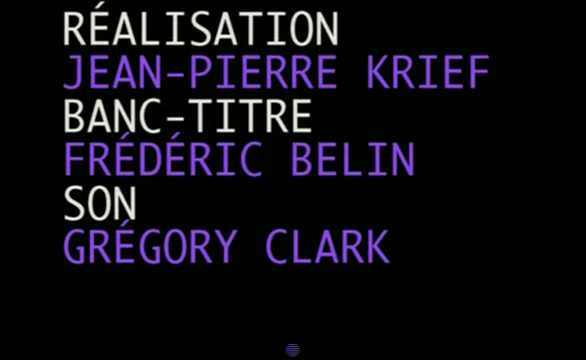 RÉALISATION
JEAN-PIERRE KRIEF
BANC-TITRE
FRÉDÉRIC BELIN
SON
GRÉGORY CLARK